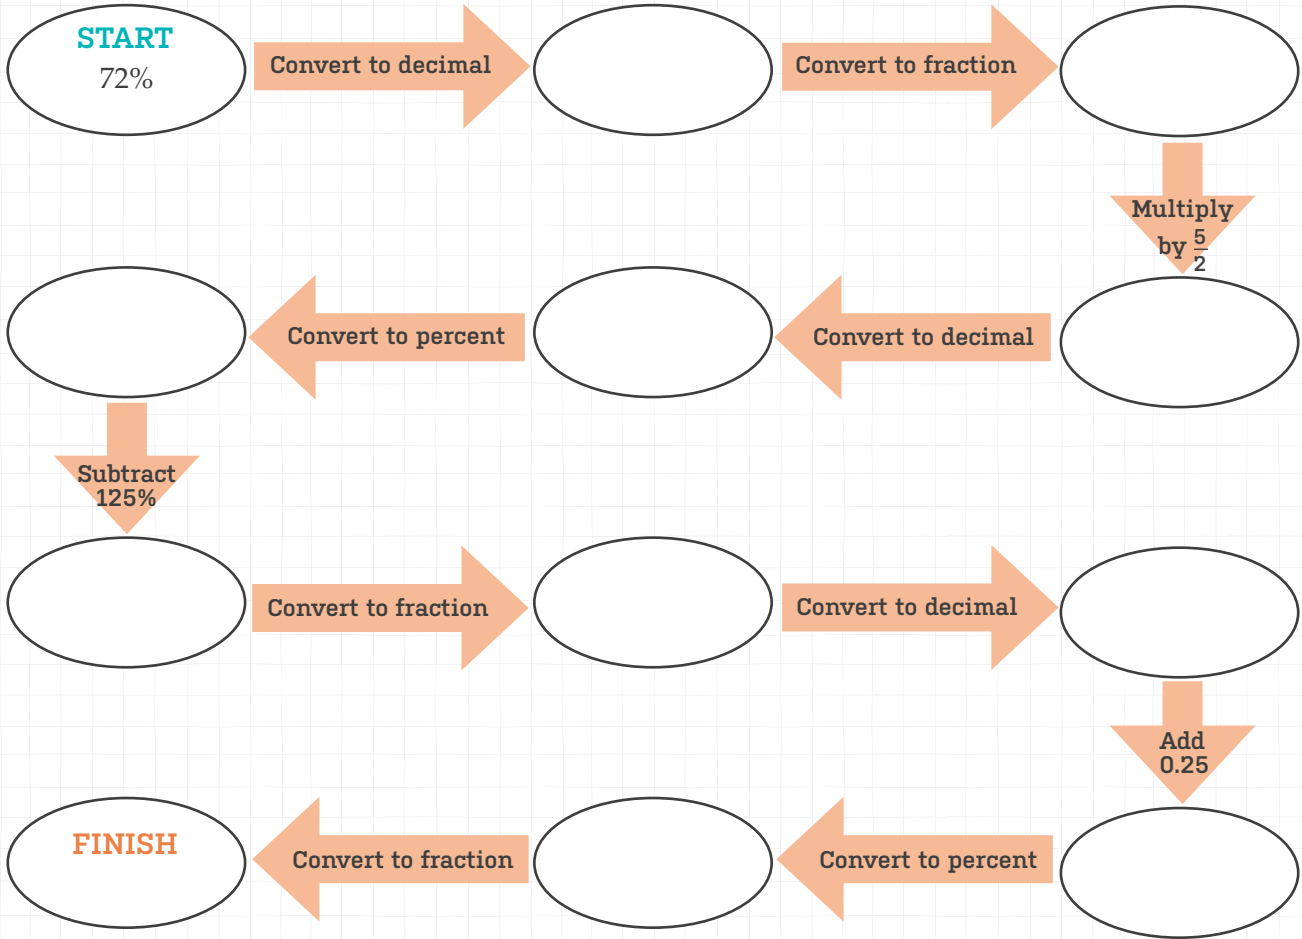 START
72%
Convert to decimal
Convert to fraction
Multiply
by 5/2
Convert to decimal
Convert to percent
Subtract
125%
Convert to fraction
Convert to decimal
Add
0.25
Convert to percent
Convert to fraction
FINISH